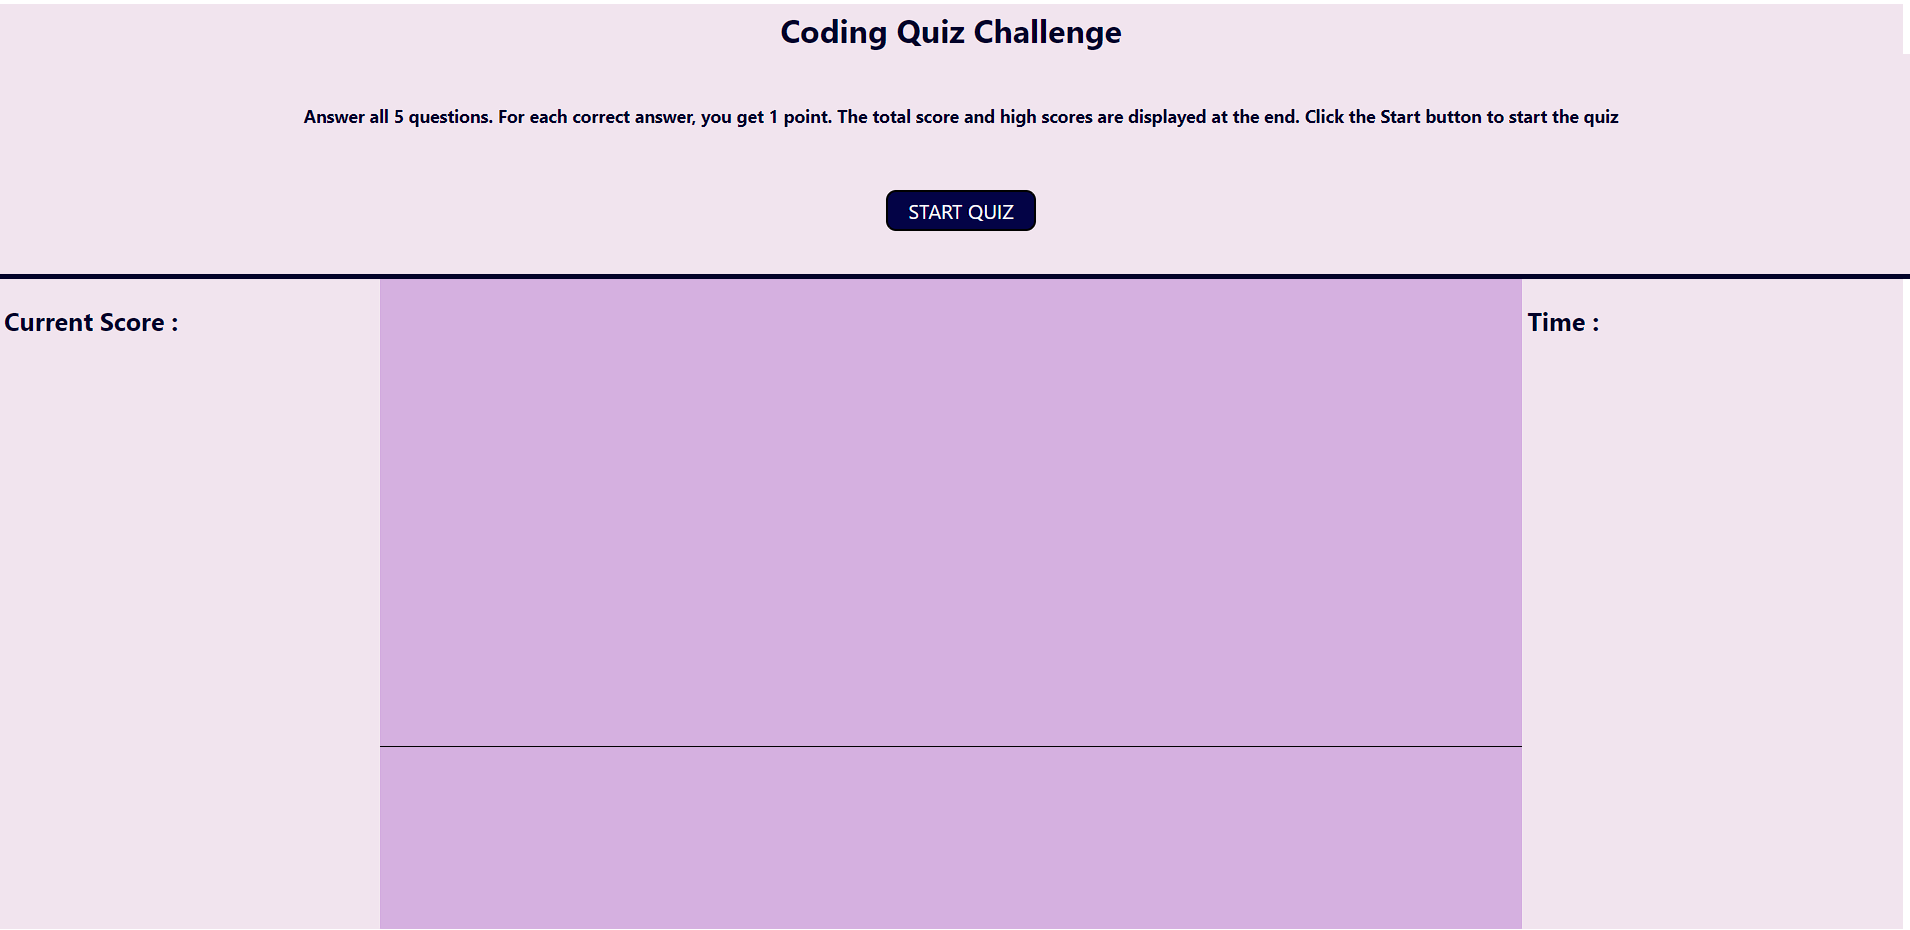 Coding Quiz Challenge
Answer all 5 questions. For each correct answer, you get 1 point. The total score and high scores are displayed at the end. Click the Start button to start the quiz
START QUIZ
Current Score :
Time :